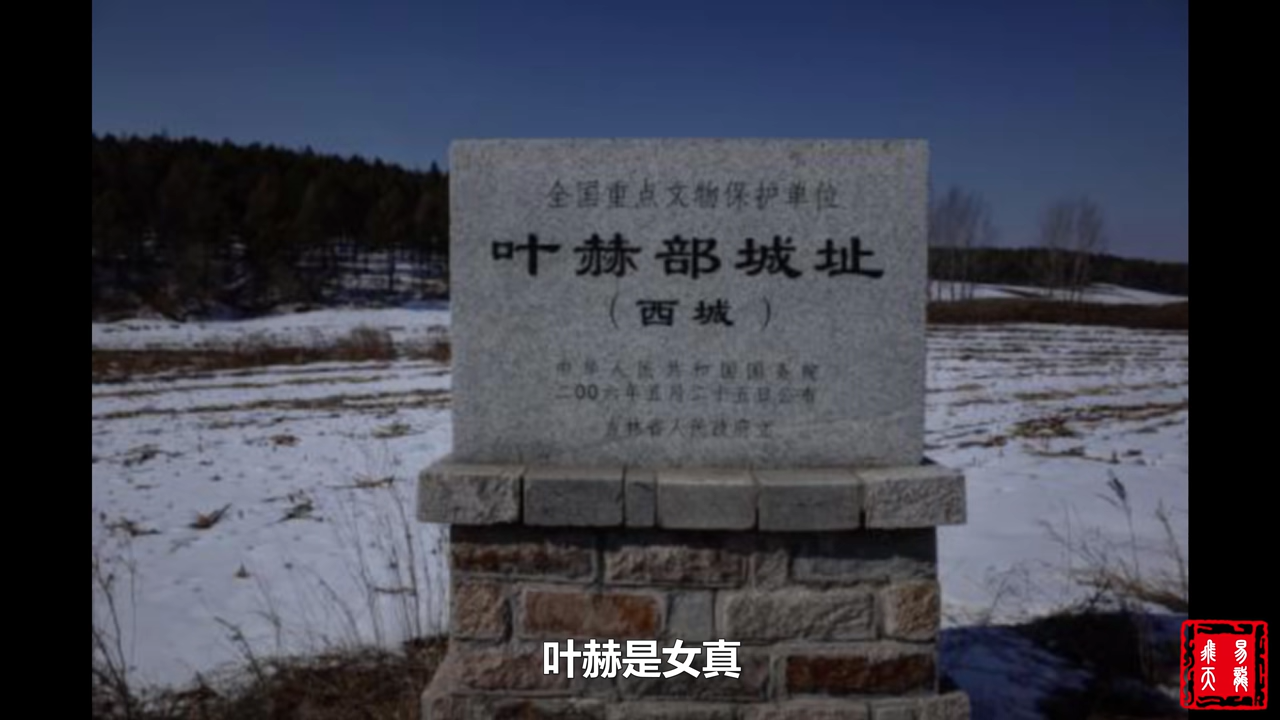 全国重点文物保护单位
叶赫部城址
（西城）
中华人民共和国国务院
二00六年五月二十五日公布
吉林省人民政府立
叶赫是女真